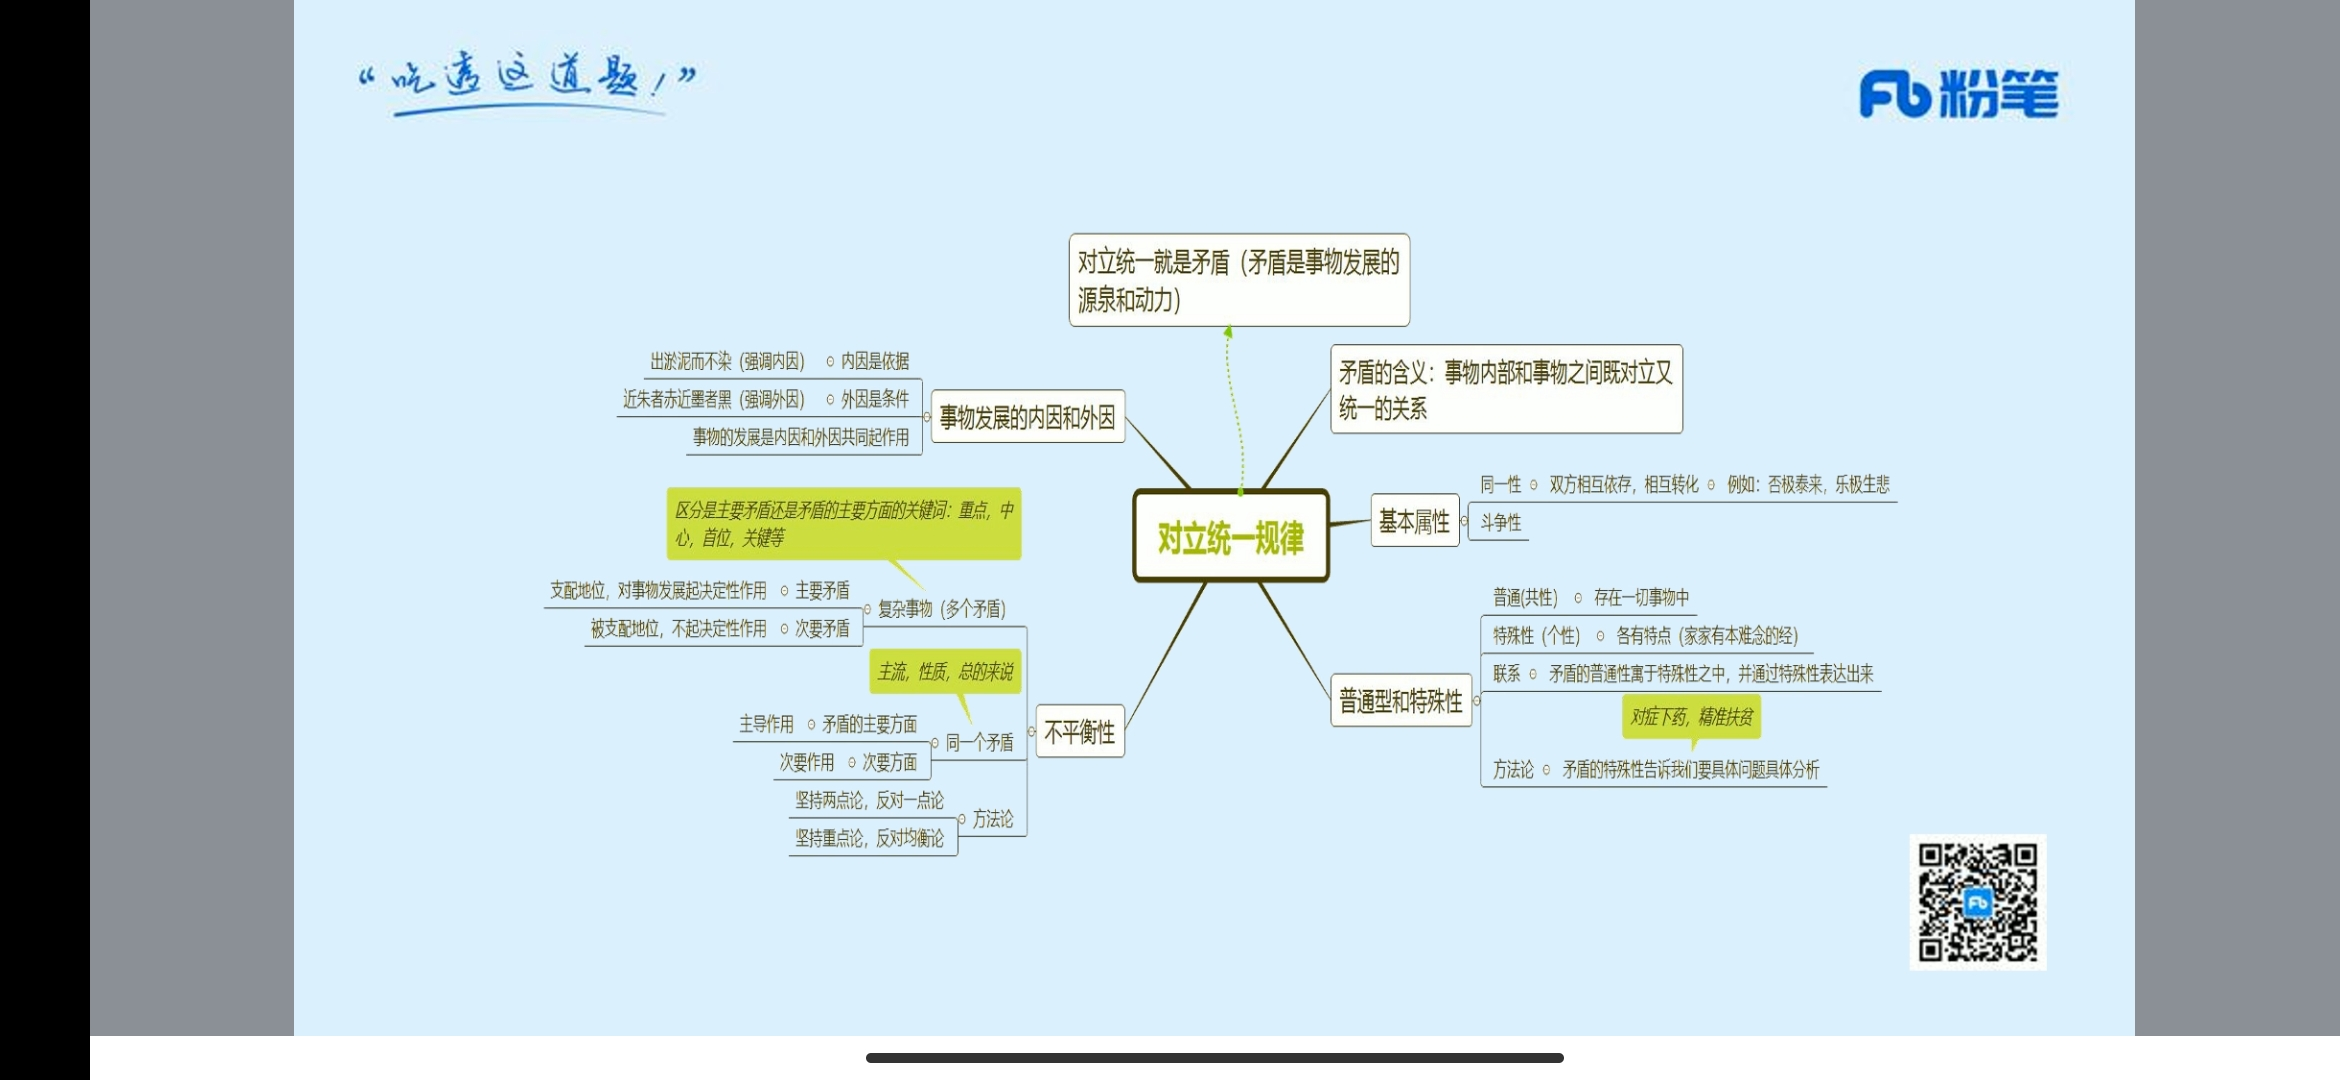 “吃透这道题！”
粉笔
对立统一就是矛盾（矛盾是事物发展的
源泉和动力）
矛盾的含义：事物内部和事物之间既对立又
统一的关系
出淤泥而不染（强调内因） 内因是依据
近朱者赤近墨者黑（强调外因） 外因是条件
事物的发展是内因和外因共同起作用
事物发展的内因和外因
对立统一规律
基本属性
同一性 双方相互依存，相互转化 例如：否极泰来，乐极生悲
斗争性
区分是主要矛盾还是矛盾的主要方面的关键词：重点，中
心，首位，关键等
支配地位，对事物发展起决定性作用 主要矛盾
被支配地位，不起决定性作用 次要矛盾
复杂事物（多个矛盾）
主流，性质，总的来说
主导作用 矛盾的主要方面
次要作用 次要方面
同一个矛盾
坚持两点论，反对一点论
坚持重点论，反对均衡论
方法论
不平衡性
普通型和特殊性
普通(共性) 存在一切事物中
特殊性（个性） 各有特点（家家有本难念的经）
联系 矛盾的普通性寓于特殊性之中，并通过特殊性表达出来
对症下药，精准扶贫
方法论 矛盾的特殊性告诉我们要具体问题具体分析